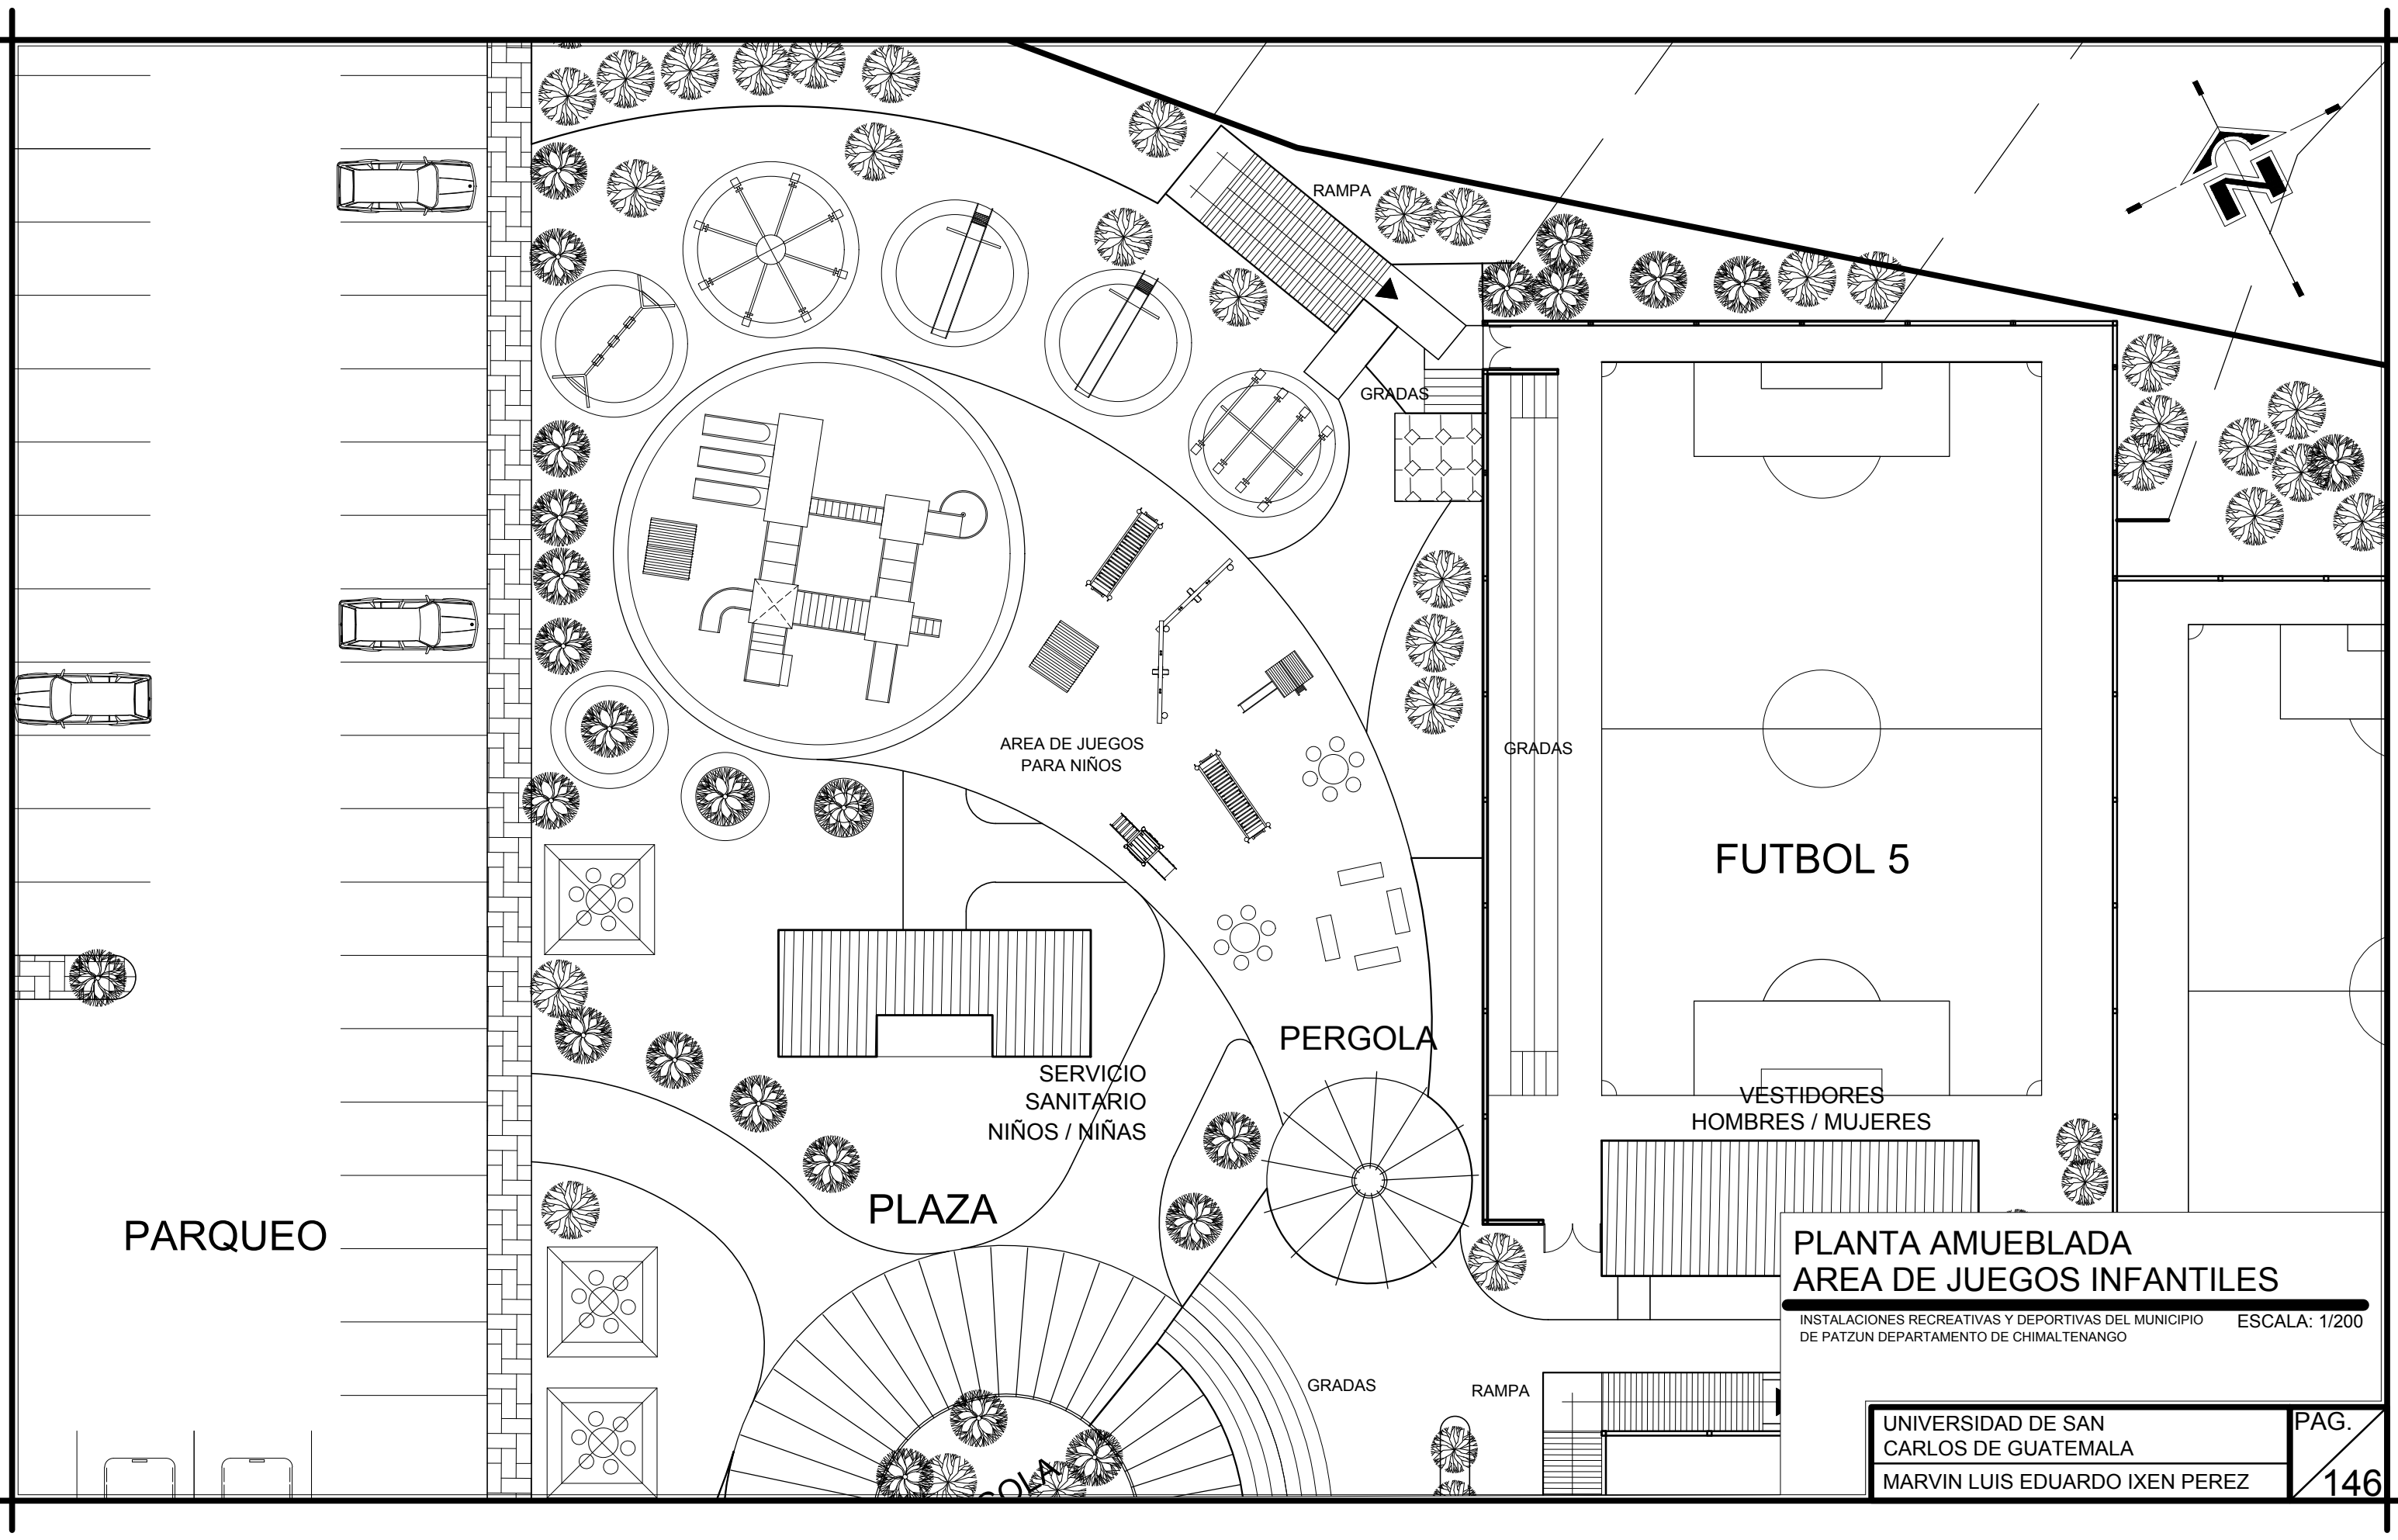 RAMPA
GRADAS
AREA DE JUEGOS
PARA NIÑOS
GRADAS
FUTBOL 5
PERGOLA
SERVICIO
SANITARIO
NIÑOS / NIÑAS
VESTIDORES
HOMBRES / MUJERES
PLAZA
PARQUEO
GRADAS
RAMPA
GOLA
PLANTA AMUEBLADA
AREA DE JUEGOS INFANTILES
INSTALACIONES RECREATIVAS Y DEPORTIVAS DEL MUNICIPIO
DE PATZUN DEPARTAMENTO DE CHIMALTENANGO
ESCALA: 1/200
UNIVERSIDAD DE SAN
CARLOS DE GUATEMALA
MARVIN LUIS EDUARDO IXEN PEREZ
PAG.
146
N